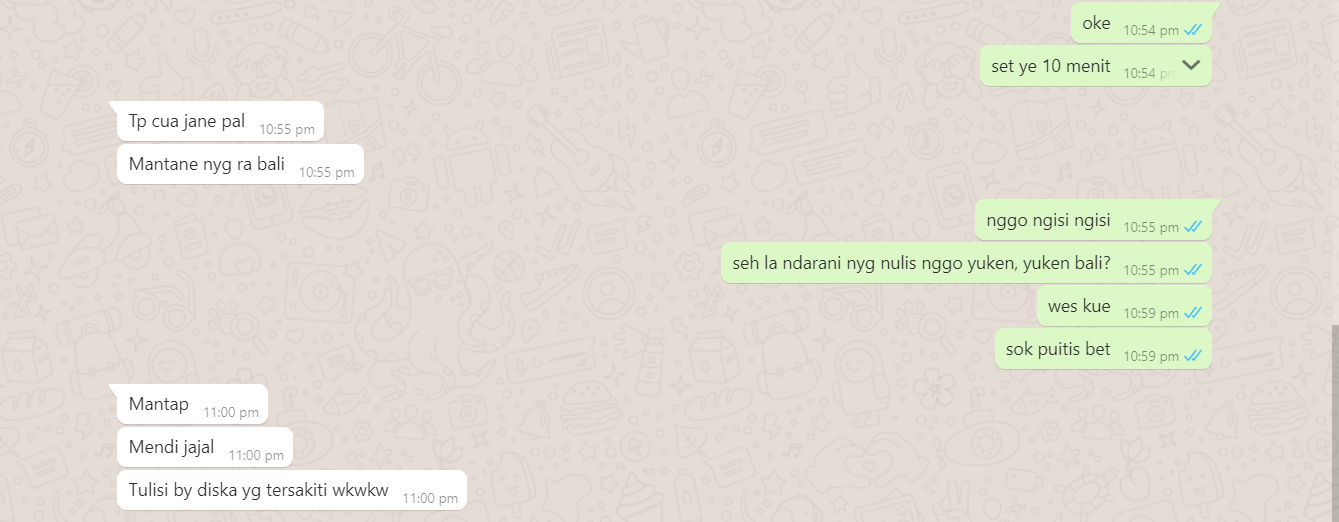 oke 10:54 pm
set ye 10 menit 10:54 pm
Tp cua jane pal 10:55 pm
Mantane nyg ra bali 10:55 pm
nggo ngisi ngisi 10:55 pm
seh la ndarani nyg nulis nggo yuken, yuken bali? 10:55 pm
wes kue 10:59 pm
sok puitis bet 10:59 pm
Mantap 11:00 pm
Mendi jajal 11:00 pm
Tulisi by diska yg tersakiti wkwkw 11:00 pm